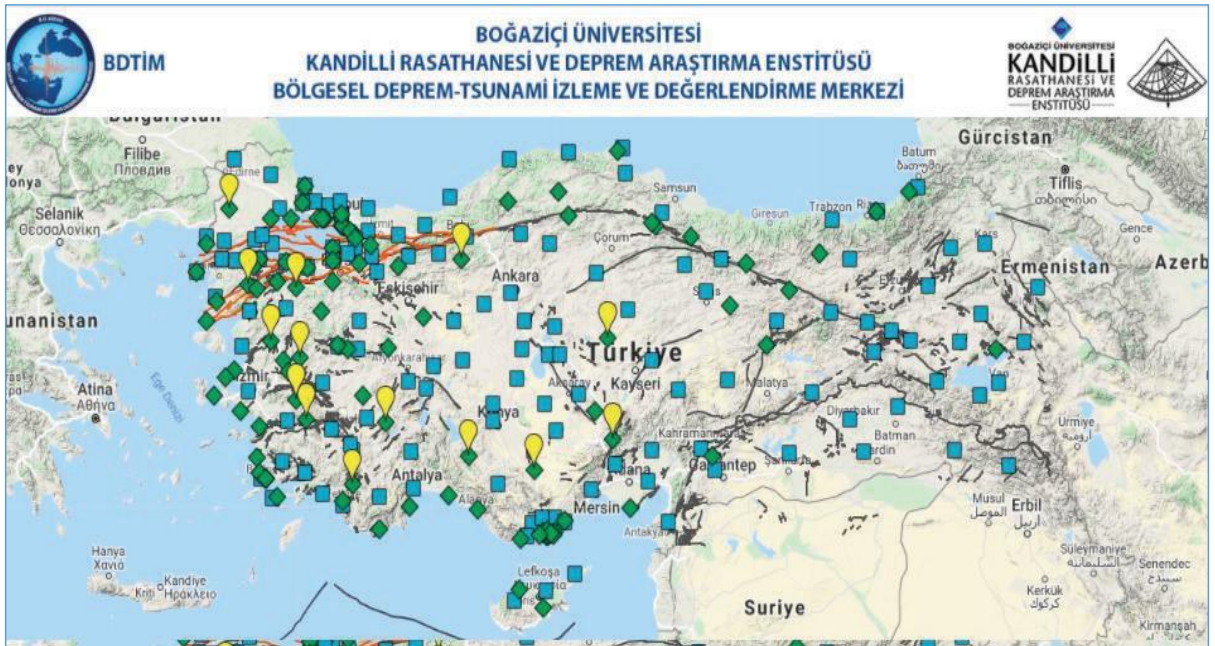 BDTİM
BOĞAZİÇİ ÜNİVERSİTESİ
KANDİLLİ RASATHANESİ VE DEPREM ARAŞTIRMA ENSTİTÜSÜ
BÖLGESEL DEPREM-TSUNAMİ İZLEME VE DEĞERLENDİRME MERKEZİ
BOĞAZİÇİ ÜNİVERSİTESİ
KANDİLLİ
RASATHANESİ VE
DEPREM ARAŞTIRMA
ENSTİTÜSÜ
Filibe
Пловдив
Edirne
Selanik
Θεσσαλονίκη
Samsun
Giresun
Trabzon
Batum
ბათუმი
Gürcistan
Tiflis
თბილისი
Gence
Kars
Ermenistan
Azerb
Çorum
Ankara
Eskişehir
unanistan
Türkiye
Kayseri
Afyonkarahisar
Aksaray
Malatya
Van
İzmir
Atina
Αθήνα
Ege Denizi
Konya
Diyarbakır
Batman
Kahramanmaraş
Gaziantep
Şanlıurfa
Mardin
Urmiye
Antalya
Alanya
Adana
Mersin
Antakya
Musul
الموصل
Erbil
أربيل
Hanya
Χανιά
Girit
Kandiye
Ηράκλειο
Lefkoşa
Süleymaniye
السليمانية
Senendec
سنندج
Kerkük
كركوك
Suriye
Kirmanşah